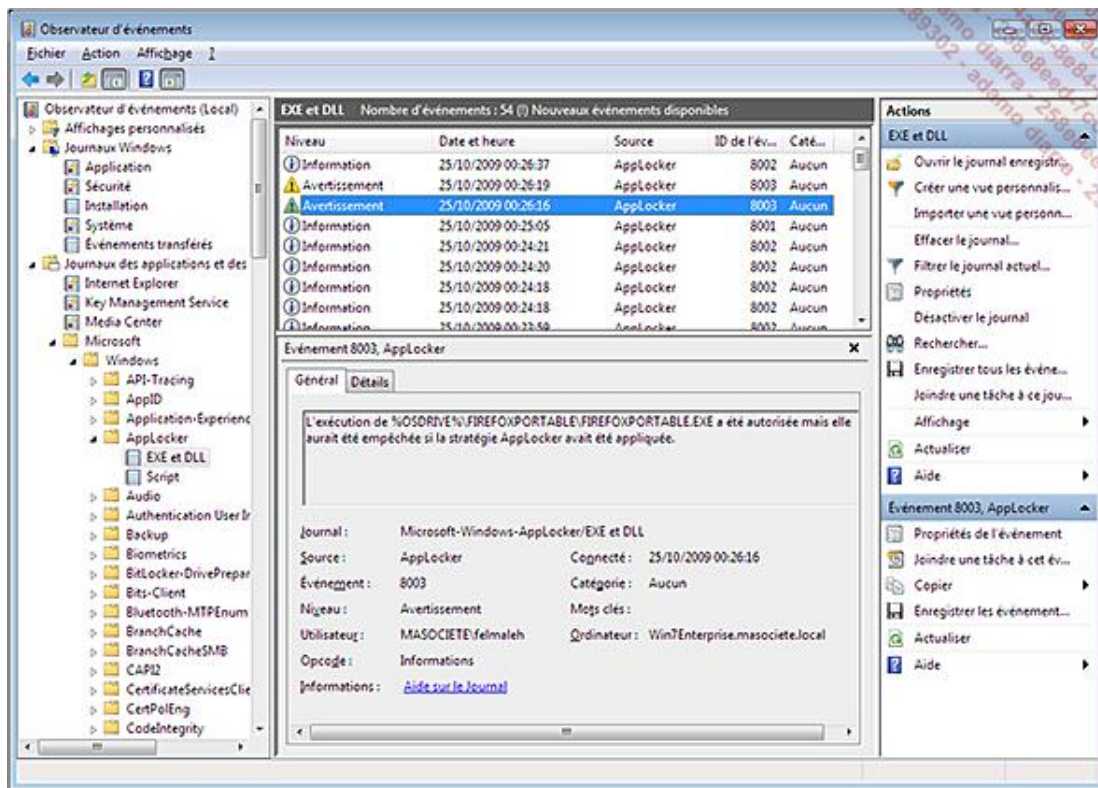 Observateur d'événements
Fichier Action Affichage ?
Observateur d'événements (Local)
Affichages personnalisés
Journaux Windows
Application
Sécurité
Installation
Système
Événements transférés
Journaux des applications et des
Internet Explorer
Key Management Service
Media Center
Microsoft
Windows
API-Tracing
AppID
Application-Experienc
AppLocker
EXE et DLL
Script
Audio
Authentication User Ir
Backup
Biometrics
BitLocker-DrivePrepar
Bits-Client
Bluetooth-MTPEnum
BranchCache
BranchCacheSMB
CAPI2
CertificateServicesClie
CertPolEng
CodeIntegrity
EXE et DLL Nombre d'événements : 54 (!) Nouveaux événements disponibles
Niveau Date et heure Source ID de l'év... Caté...
Information 25/10/2009 00:26:37 AppLocker 8002 Aucun
Avertissement 25/10/2009 00:26:19 AppLocker 8003 Aucun
Avertissement 25/10/2009 00:26:16 AppLocker 8003 Aucun
Information 25/10/2009 00:25:05 AppLocker 8001 Aucun
Information 25/10/2009 00:24:21 AppLocker 8002 Aucun
Information 25/10/2009 00:24:20 AppLocker 8002 Aucun
Information 25/10/2009 00:24:18 AppLocker 8002 Aucun
Information 25/10/2009 00:24:18 AppLocker 8002 Aucun
Information 25/10/2009 00:23:59 AppLocker 8002 Aucun
Événement 8003, AppLocker
Général Détails
L'exécution de %OSDRIVE%\FIREFOXPORTABLE\FIREFOXPORTABLE.EXE a été autorisée mais elle
aurait été empêchée si la stratégie AppLocker avait été appliquée.
Journal : Microsoft-Windows-AppLocker/EXE et DLL
Source : AppLocker Connecté : 25/10/2009 00:26:16
Événement : 8003 Catégorie : Aucun
Niveau : Avertissement Mots clés :
Utilisateur : MASOCIETE\felmaleh Ordinateur : Win7Enterprise.masociete.local
Opcode : Informations
Informations : Aide sur le Journal
Actions
EXE et DLL
Ouvrir le journal enregistr...
Créer une vue personnalis...
Importer une vue personn...
Effacer le journal...
Filtrer le journal actuel...
Propriétés
Désactiver le journal
Rechercher...
Enregistrer tous les événe...
Joindre une tâche à ce jou...
Affichage
Actualiser
Aide
Événement 8003, AppLocker
Propriétés de l'événement
Joindre une tâche à cet év...
Copier
Enregistrer les événement...
Actualiser
Aide